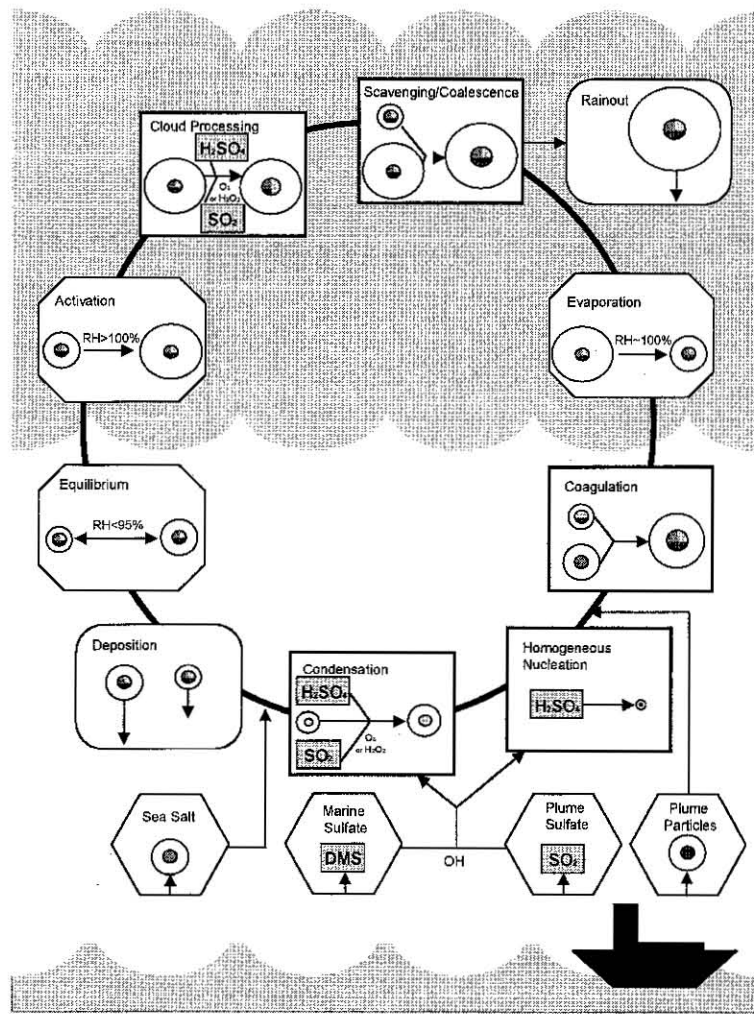 Scavenging/Coalescence
Rainout
Cloud Processing
H₂SO₄
O₃
or H₂O₂
SO₂
Activation
RH>100%
Evaporation
RH~100%
Equilibrium
RH<95%
Coagulation
Deposition
Condensation
H₂SO₄
O₃
or H₂O₂
SO₂
Homogeneous
Nucleation
H₂SO₄
Sea Salt
Marine
Sulfate
DMS
OH
Plume
Sulfate
SO₂
Plume
Particles